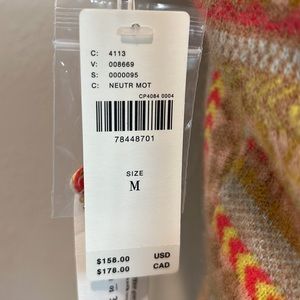 C: 4113
V: 008669
S: 0000095
C: NEUTR MOT
CP4084 0004
78448701
SIZE
M
$158.00 USD
$178.00 CAD